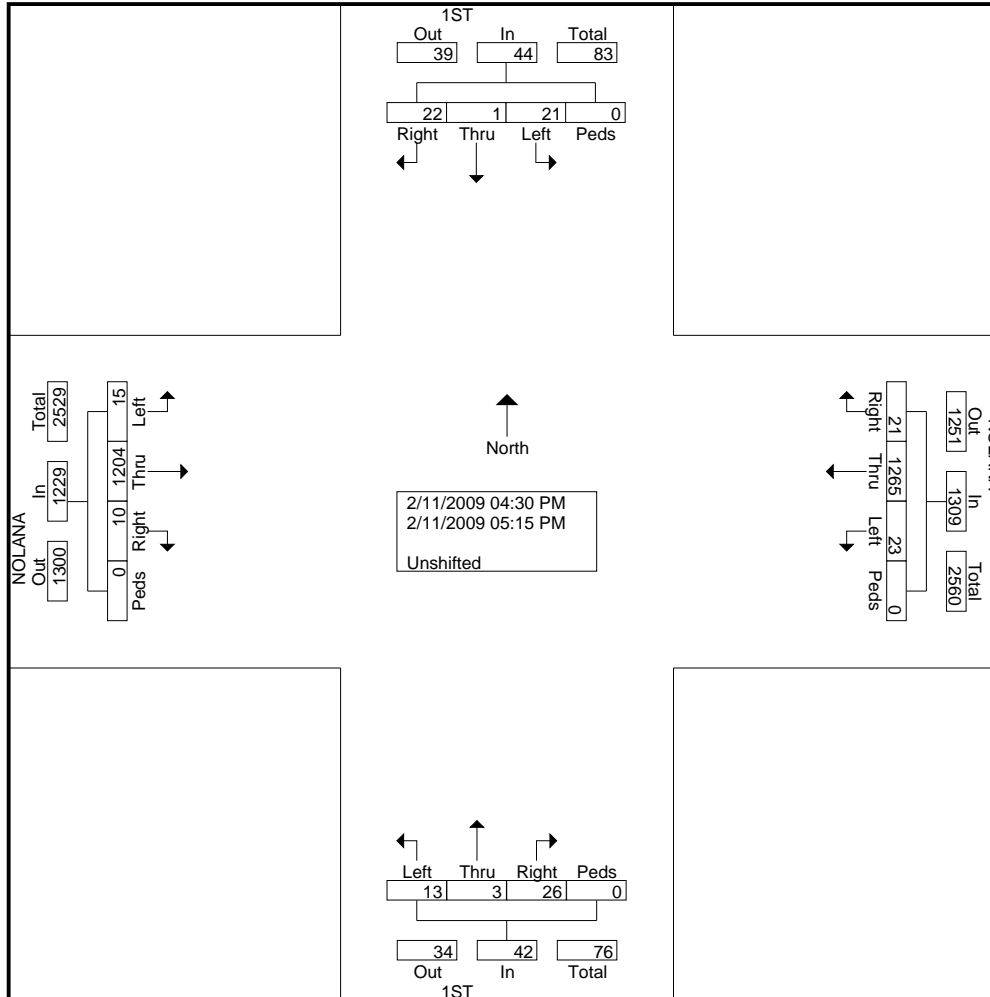 1ST
Out In Total
39 44 83
22 1 21 0
Right Thru Left Peds
Total In Out
2529 1229 1300
NOLANA
15 1204 10 0
Left Thru Right Peds
North
2/11/2009 04:30 PM
2/11/2009 05:15 PM
Unshifted
Right Thru Left Peds
21 1265 23 0
Out In Total
1251 1309 2560
Left Thru Right Peds
13 3 26 0
34 42 76
Out In Total
1ST